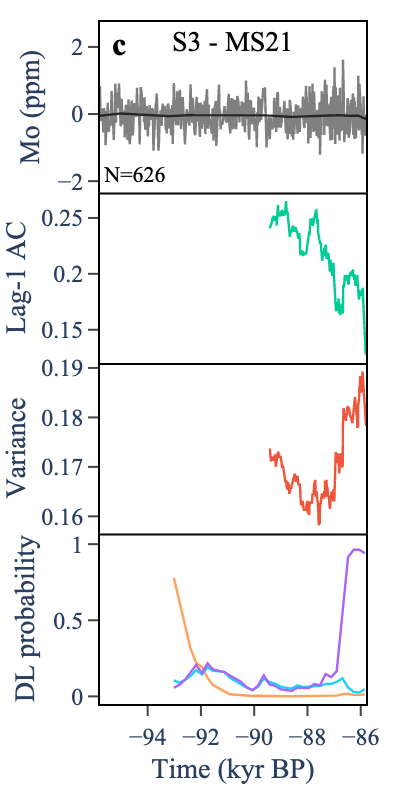 c S3 - MS21
Mo (ppm)
2
0
−2
N=626
Lag-1 AC
0.25
0.2
0.15
Variance
0.19
0.18
0.17
0.16
DL probability
1
0.5
0
−94 −92 −90 −88 −86
Time (kyr BP)